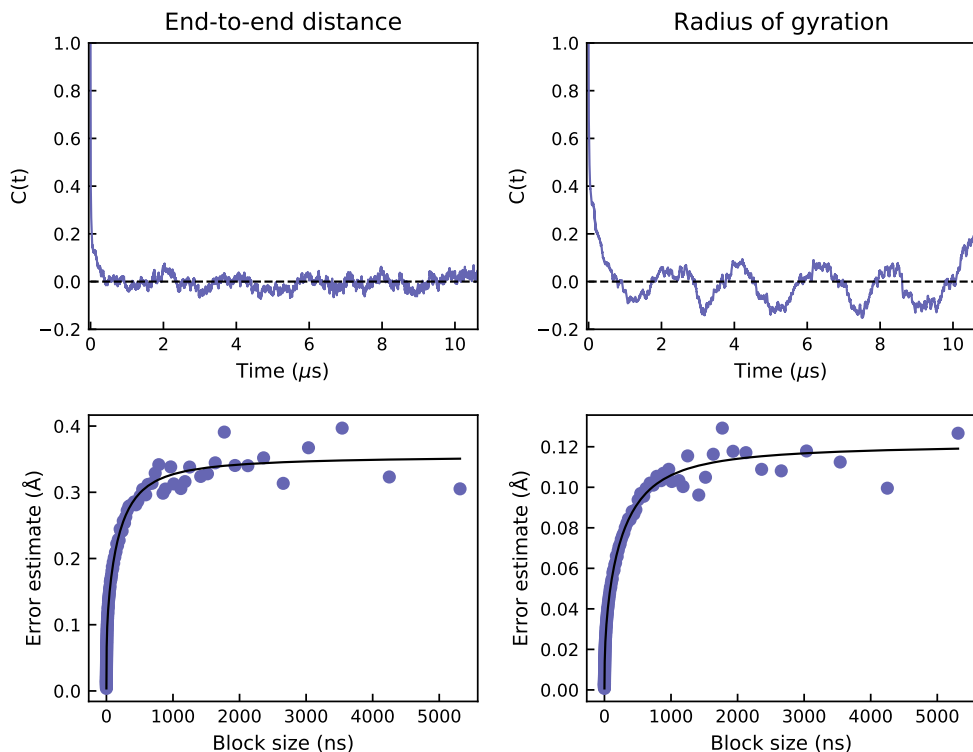 End-to-end distance
Radius of gyration
1.0
0.8
0.6
0.4
0.2
0.0
−0.2
C(t)
0 2 4 6 8 10
Time (μs)
1.0
0.8
0.6
0.4
0.2
0.0
−0.2
C(t)
0 2 4 6 8 10
Time (μs)
0.4
0.3
0.2
0.1
0.0
Error estimate (Å)
0 1000 2000 3000 4000 5000
Block size (ns)
0.12
0.10
0.08
0.06
0.04
0.02
0.00
Error estimate (Å)
0 1000 2000 3000 4000 5000
Block size (ns)